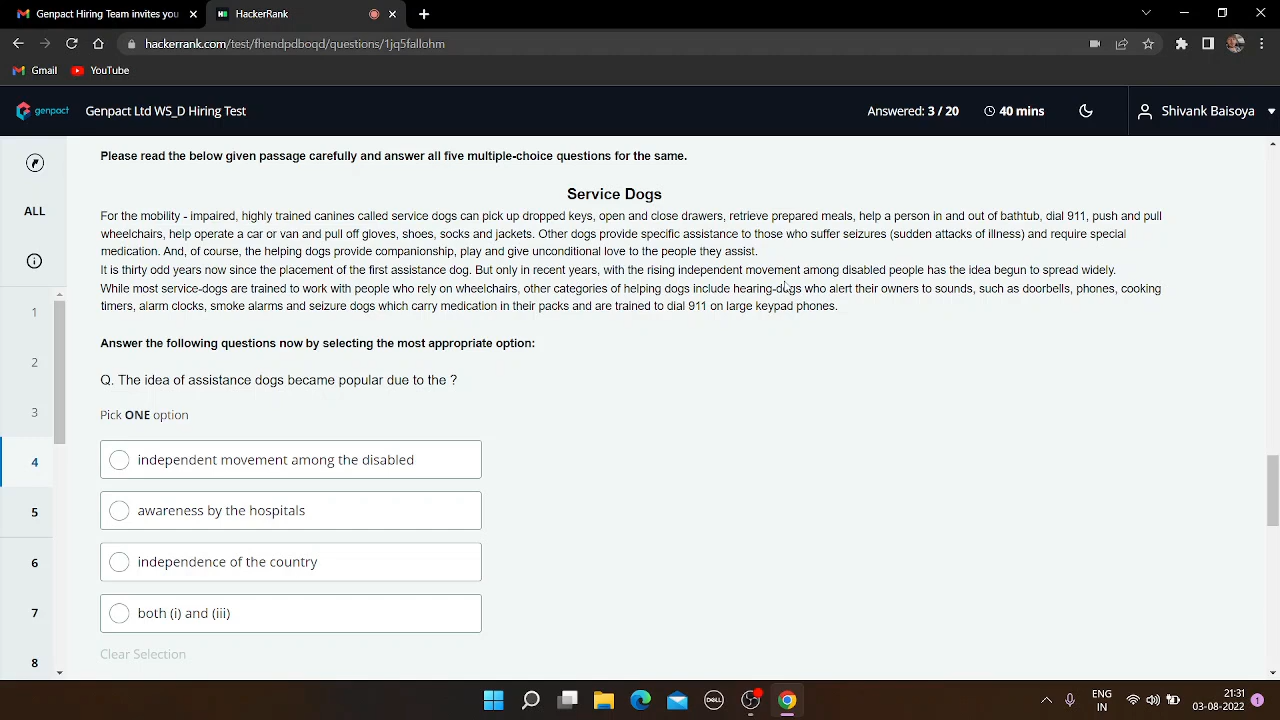 Genpact Hiring Team invites you
HackerRank
hackerrank.com/test/fhendpdboqd/questions/1jq5fallohm
Gmail
YouTube
genpact
Genpact Ltd WS_D Hiring Test
Answered: 3 / 20
40 mins
Shivank Baisoya
ALL
1
2
3
4
5
6
7
8
Please read the below given passage carefully and answer all five multiple-choice questions for the same.
Service Dogs
For the mobility - impaired, highly trained canines called service dogs can pick up dropped keys, open and close drawers, retrieve prepared meals, help a person in and out of bathtub, dial 911, push and pull
wheelchairs, help operate a car or van and pull off gloves, shoes, socks and jackets. Other dogs provide specific assistance to those who suffer seizures (sudden attacks of illness) and require special
medication. And, of course, the helping dogs provide companionship, play and give unconditional love to the people they assist.
It is thirty odd years now since the placement of the first assistance dog. But only in recent years, with the rising independent movement among disabled people has the idea begun to spread widely.
While most service-dogs are trained to work with people who rely on wheelchairs, other categories of helping dogs include hearing-dogs who alert their owners to sounds, such as doorbells, phones, cooking
timers, alarm clocks, smoke alarms and seizure dogs which carry medication in their packs and are trained to dial 911 on large keypad phones.
Answer the following questions now by selecting the most appropriate option:
Q. The idea of assistance dogs became popular due to the ?
Pick ONE option
independent movement among the disabled
awareness by the hospitals
independence of the country
both (i) and (iii)
Clear Selection
DELL
ENG
IN
21:31
03-08-2022
1